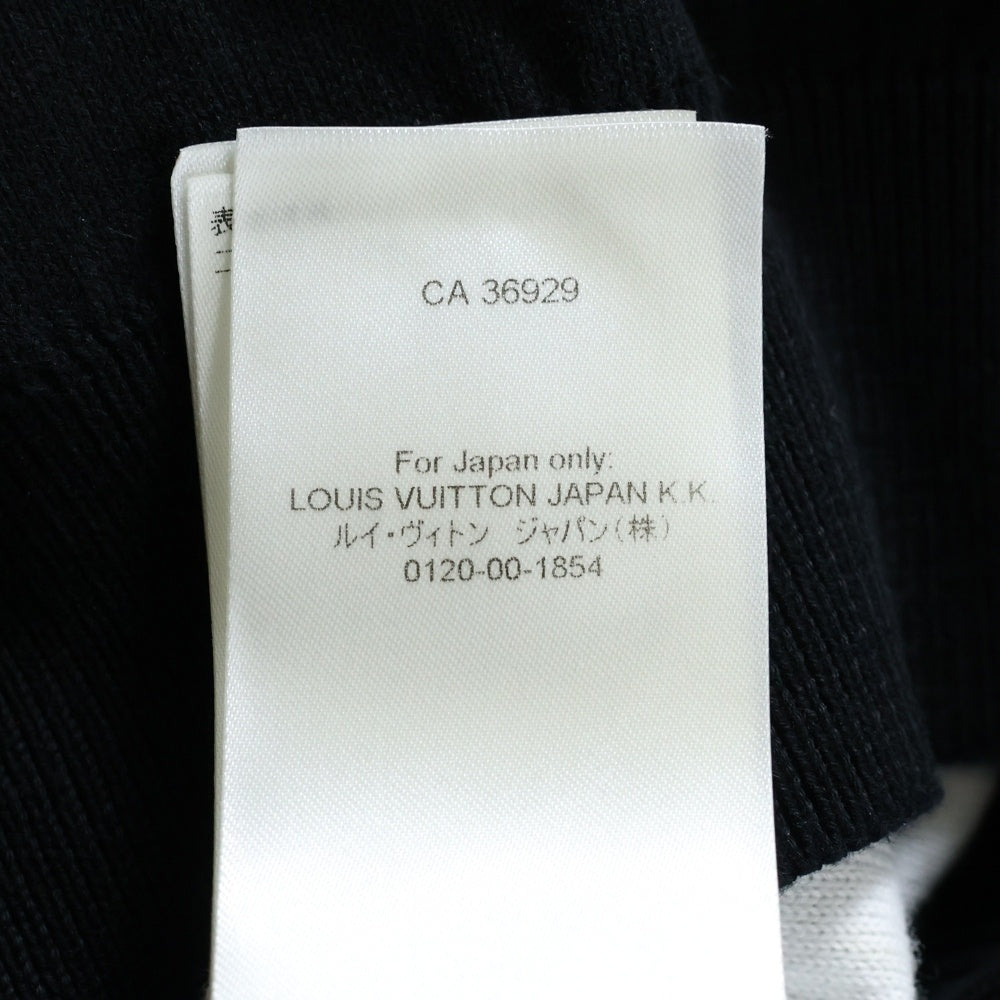 表
CA 36929
For Japan only:
LOUIS VUITTON JAPAN K.K.
ルイ・ヴィトン ジャパン(株)
0120-00-1854